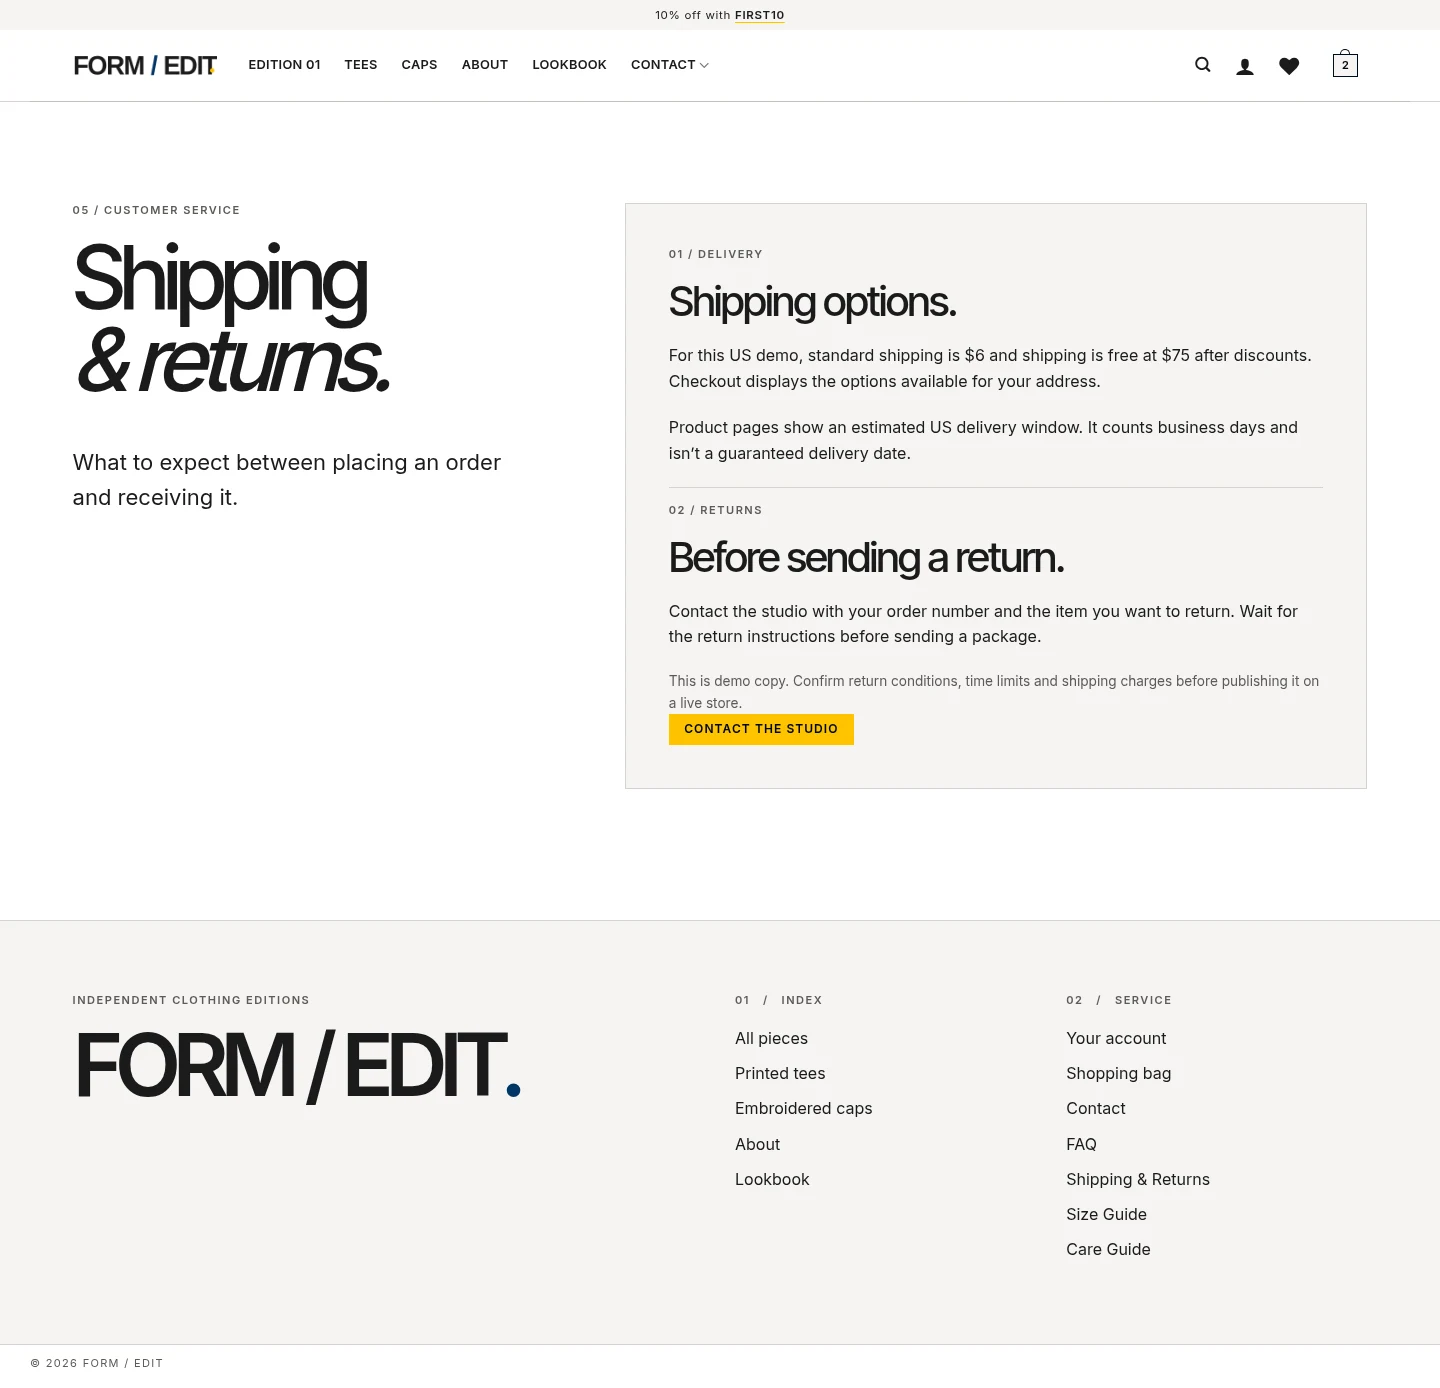 10% off with FIRST10
FORM / EDIT.
EDITION 01
TEES
CAPS
ABOUT
LOOKBOOK
CONTACT
2
05 / CUSTOMER SERVICE
Shipping
& returns.
What to expect between placing an order
and receiving it.
01 / DELIVERY
Shipping options.
For this US demo, standard shipping is $6 and shipping is free at $75 after discounts.
Checkout displays the options available for your address.
Product pages show an estimated US delivery window. It counts business days and
isn’t a guaranteed delivery date.
02 / RETURNS
Before sending a return.
Contact the studio with your order number and the item you want to return. Wait for
the return instructions before sending a package.
This is demo copy. Confirm return conditions, time limits and shipping charges before publishing it on
a live store.
CONTACT THE STUDIO
INDEPENDENT CLOTHING EDITIONS
FORM / EDIT.
01 / INDEX
All pieces
Printed tees
Embroidered caps
About
Lookbook
02 / SERVICE
Your account
Shopping bag
Contact
FAQ
Shipping & Returns
Size Guide
Care Guide
© 2026 FORM / EDIT